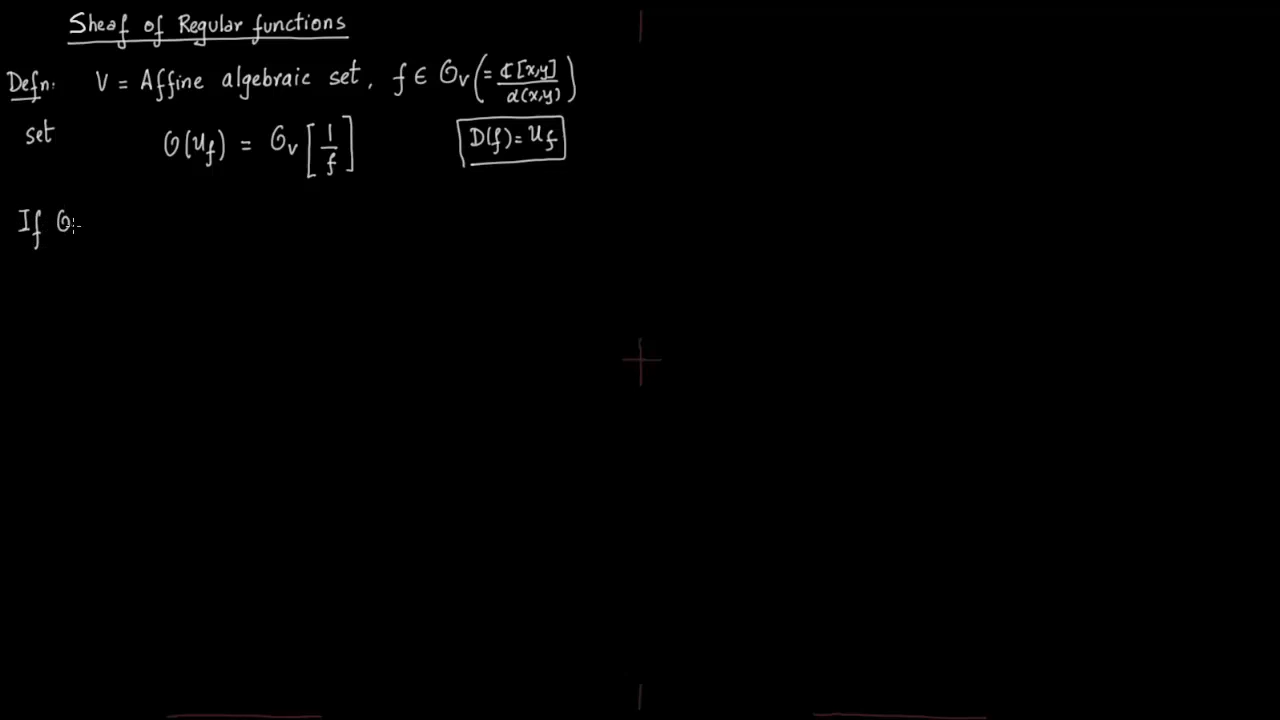 Sheaf of Regular functions
Defn: V = Affine algebraic set, f ∈ O_V (= ℂ[x,y] / α(x,y))
set O(U_f) = O_V [1/f] D(f) = U_f
If O